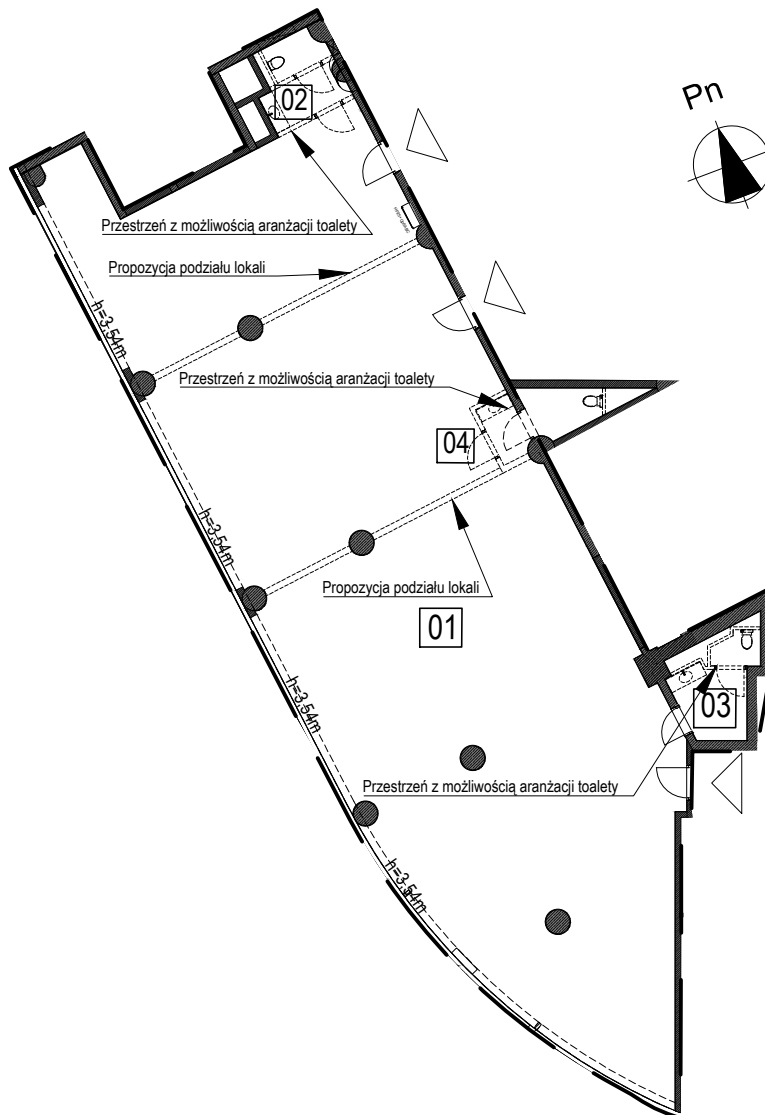 Pn
02
Przestrzeń z możliwością aranżacji toalety
Propozycja podziału lokali
h=3,54m
Przestrzeń z możliwością aranżacji toalety
04
h=3,54m
Propozycja podziału lokali
01
h=3,54m
03
Przestrzeń z możliwością aranżacji toalety
h=3,54m